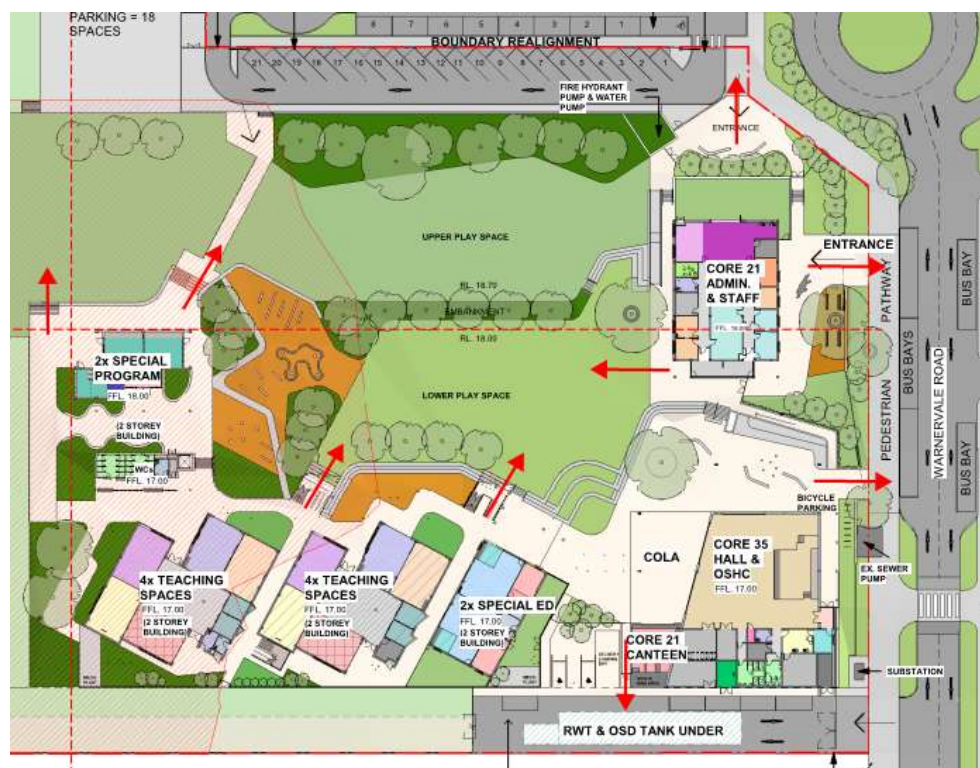 PARKING = 18
SPACES
8 7 6 5 4 3 2 1
BOUNDARY REALIGNMENT
21 20 19 18 17 16 15 14 13 12 11 10 9 8 7 6 5 4 3 2 1
FIRE HYDRANT
PUMP & WATER
PUMP
ENTRANCE
UPPER PLAY SPACE
RL. 18.70
EMBANKMENT
RL. 18.00
LOWER PLAY SPACE
CORE 21
ADMIN.
& STAFF
FFL. 18.00
ENTRANCE
PEDESTRIAN PATHWAY
BUS BAYS
BUS BAY
BUS BAY
WARNERVALE ROAD
2x SPECIAL
PROGRAM
FFL. 18.00
(2 STOREY
BUILDING)
WCs
FFL. 17.00
4x TEACHING
SPACES
FFL. 17.00
(2 STOREY
BUILDING)
4x TEACHING
SPACES
FFL. 17.00
(2 STOREY
BUILDING)
2x SPECIAL ED
FFL. 17.00
(2 STOREY
BUILDING)
COLA
CORE 35
HALL &
OSHC
FFL. 17.00
BICYCLE
PARKING
EX. SEWER
PUMP
CORE 21
CANTEEN
SUBSTATION
RWT & OSD TANK UNDER